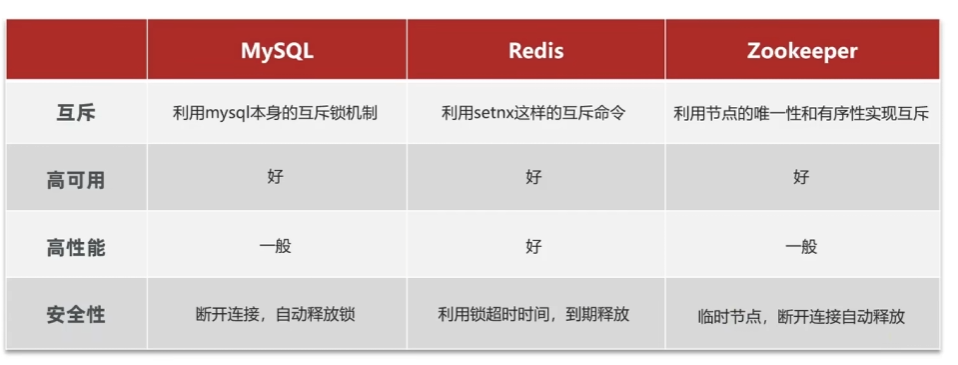 MySQL Redis Zookeeper
互斥 利用mysql本身的互斥锁机制 利用setnx这样的互斥命令 利用节点的唯一性和有序性实现互斥
高可用 好 好 好
高性能 一般 好 一般
安全性 断开连接，自动释放锁 利用锁超时时间，到期释放 临时节点，断开连接自动释放